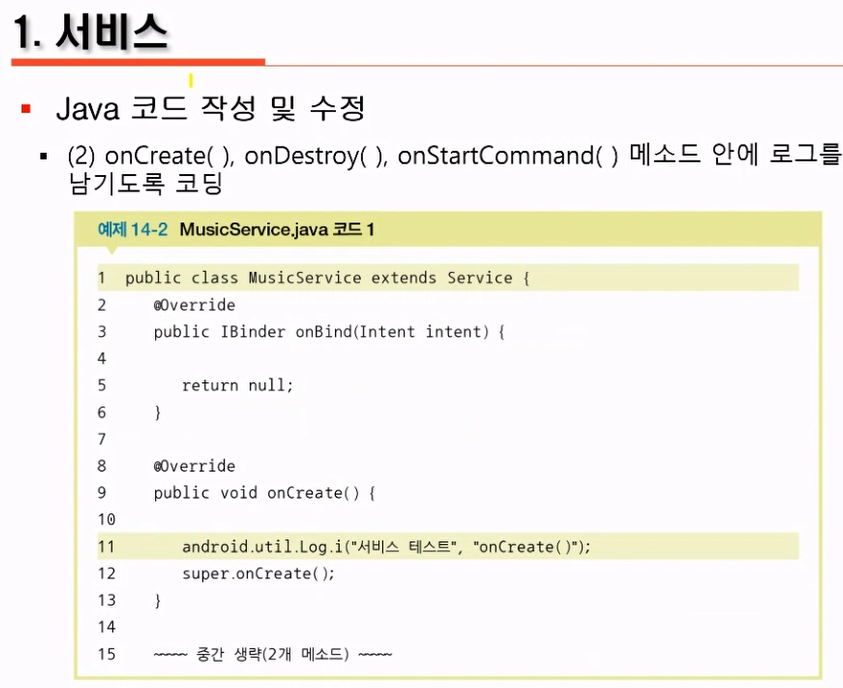 1. 서비스
▪ Java 코드 작성 및 수정
▪ (2) onCreate( ), onDestroy( ), onStartCommand( ) 메소드 안에 로그를
남기도록 코딩
예제 14-2 MusicService.java 코드 1
1 public class MusicService extends Service {
2 @Override
3 public IBinder onBind(Intent intent) {
4
5 return null;
6 }
7
8 @Override
9 public void onCreate() {
10
11 android.util.Log.i("서비스 테스트", "onCreate()");
12 super.onCreate();
13 }
14
15 ~~~~ 중간 생략(2개 메소드) ~~~~